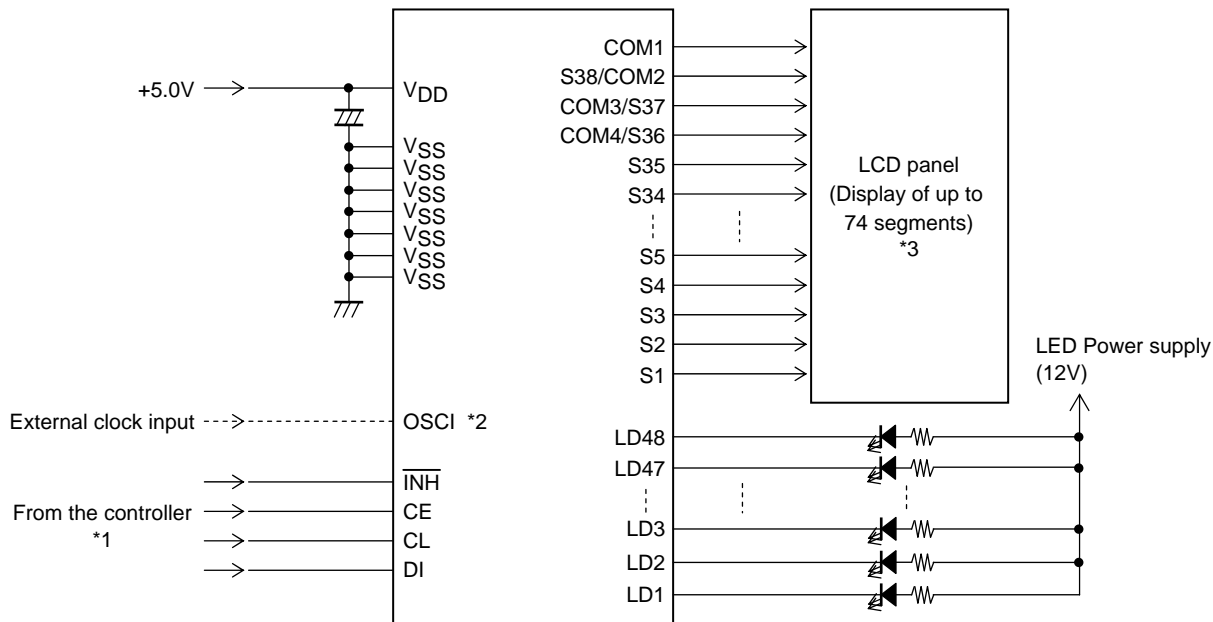 +5.0V
VDD
VSS
VSS
VSS
VSS
VSS
VSS
VSS
External clock input
OSCI *2
From the controller
*1
INH
CE
CL
DI
COM1
S38/COM2
COM3/S37
COM4/S36
S35
S34
S5
S4
S3
S2
S1
LD48
LD47
LD3
LD2
LD1
LCD panel
(Display of up to
74 segments)
*3
LED Power supply
(12V)